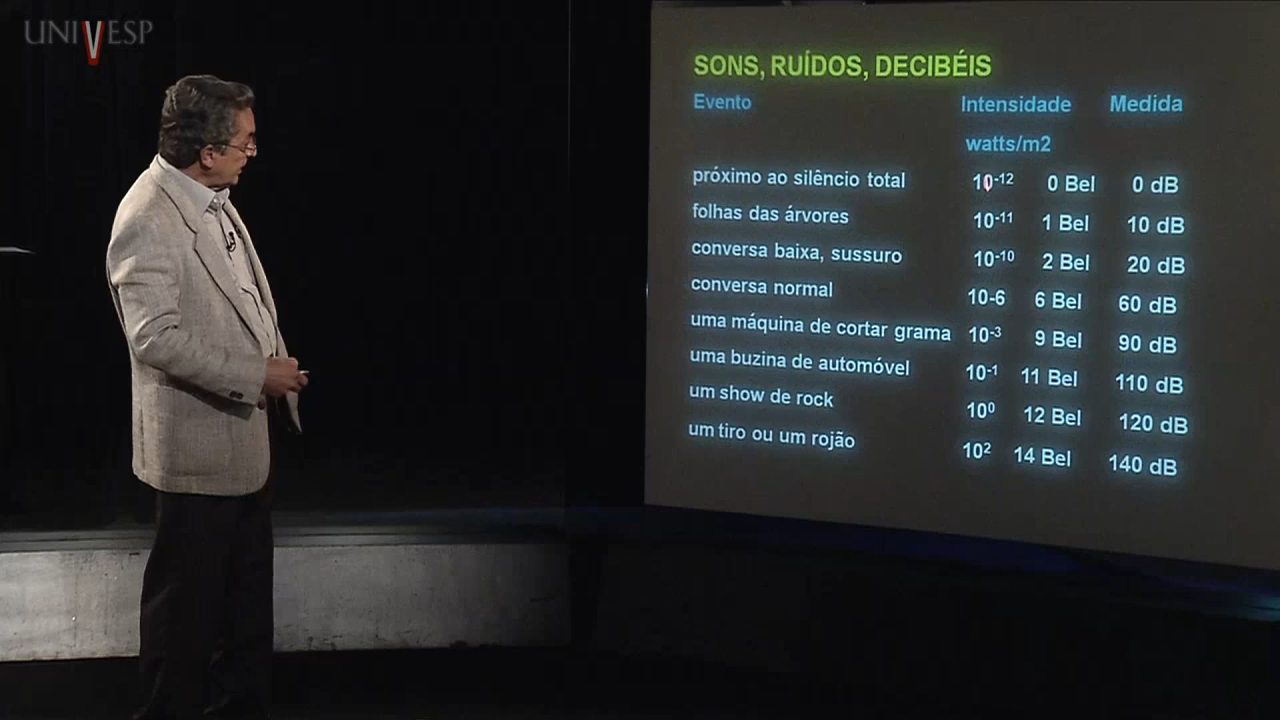 UNIVESP
SONS, RUÍDOS, DECIBÉIS
Evento Intensidade Medida
watts/m2
próximo ao silêncio total 10⁻¹² 0 Bel 0 dB
folhas das árvores 10⁻¹¹ 1 Bel 10 dB
conversa baixa, sussuro 10⁻¹⁰ 2 Bel 20 dB
conversa normal 10-6 6 Bel 60 dB
uma máquina de cortar grama 10⁻³ 9 Bel 90 dB
uma buzina de automóvel 10⁻¹ 11 Bel 110 dB
um show de rock 10⁰ 12 Bel 120 dB
um tiro ou um rojão 10² 14 Bel 140 dB